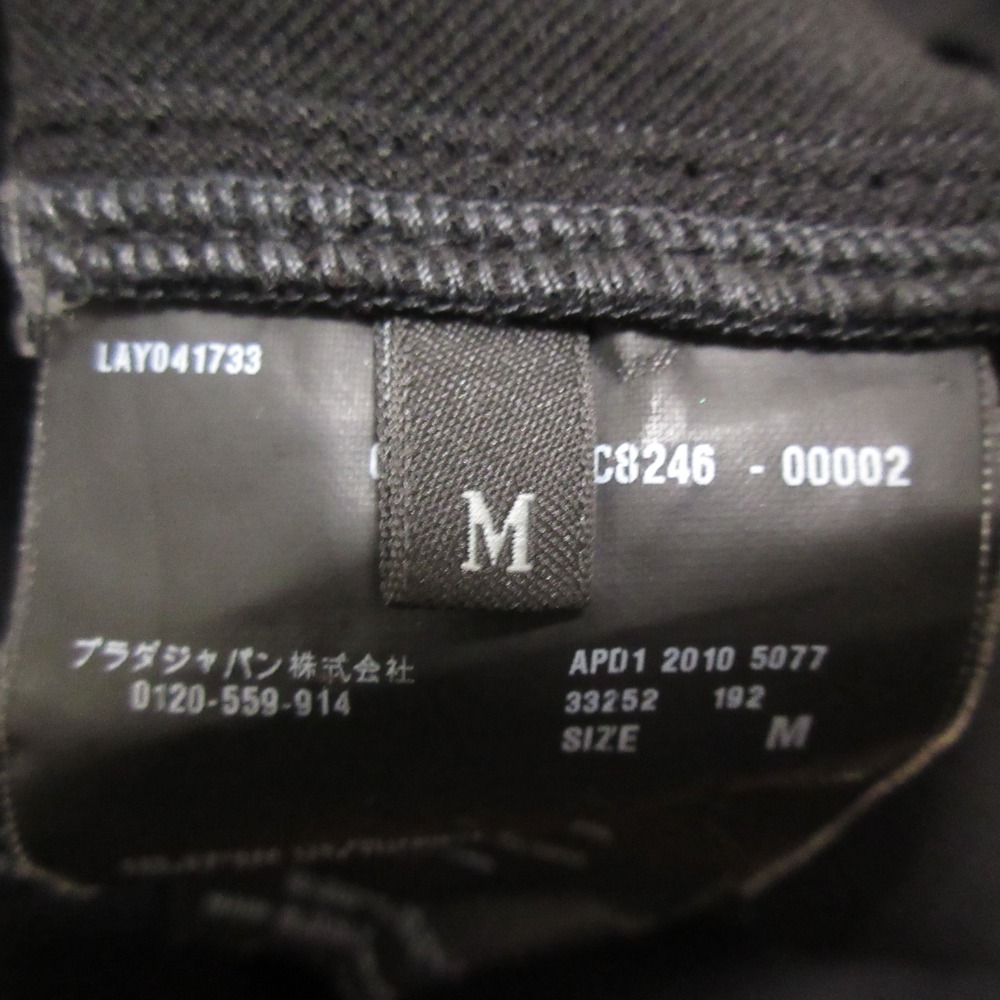 LAY041733
C8246 - 00002
M
プラダジャパン株式会社
0120-559-914
APD1 2010 5077
33252 192
SIZE M